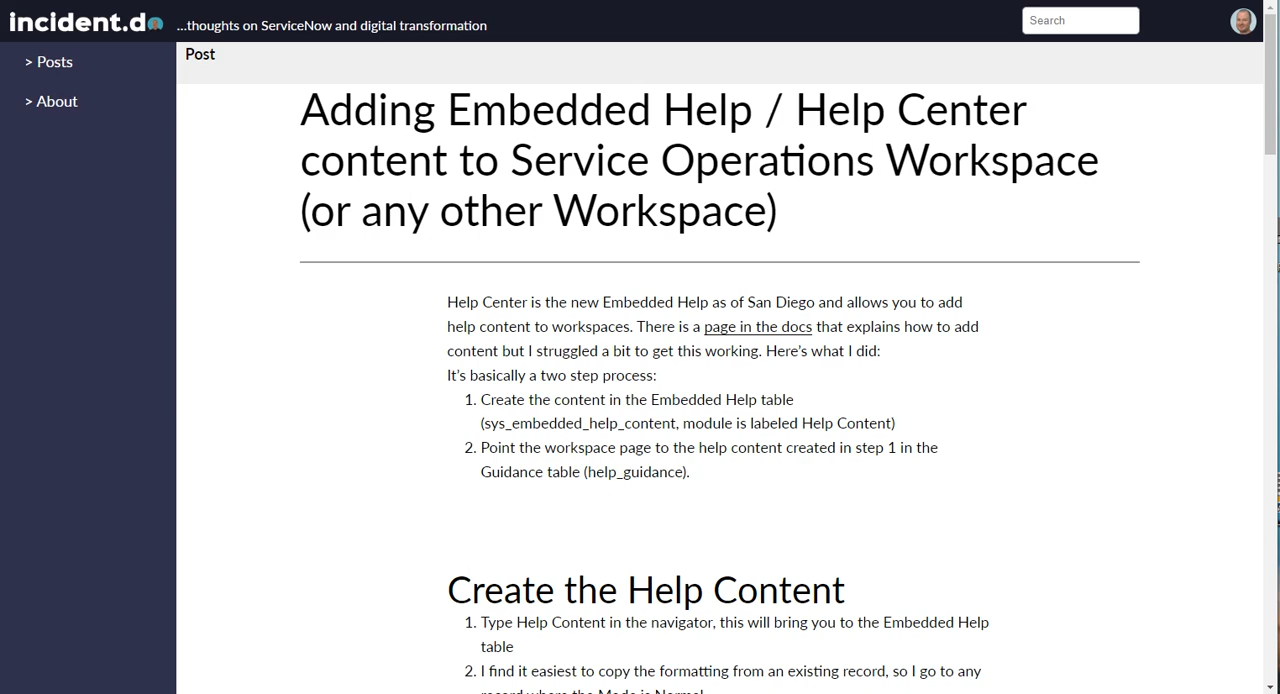 incident.do ...thoughts on ServiceNow and digital transformation
Search
> Posts
> About
Post
Adding Embedded Help / Help Center
content to Service Operations Workspace
(or any other Workspace)
Help Center is the new Embedded Help as of San Diego and allows you to add
help content to workspaces. There is a page in the docs that explains how to add
content but I struggled a bit to get this working. Here's what I did:
It's basically a two step process:
1. Create the content in the Embedded Help table
(sys_embedded_help_content, module is labeled Help Content)
2. Point the workspace page to the help content created in step 1 in the
Guidance table (help_guidance).
Create the Help Content
1. Type Help Content in the navigator, this will bring you to the Embedded Help
table
2. I find it easiest to copy the formatting from an existing record, so I go to any
record where the Mode is Normal